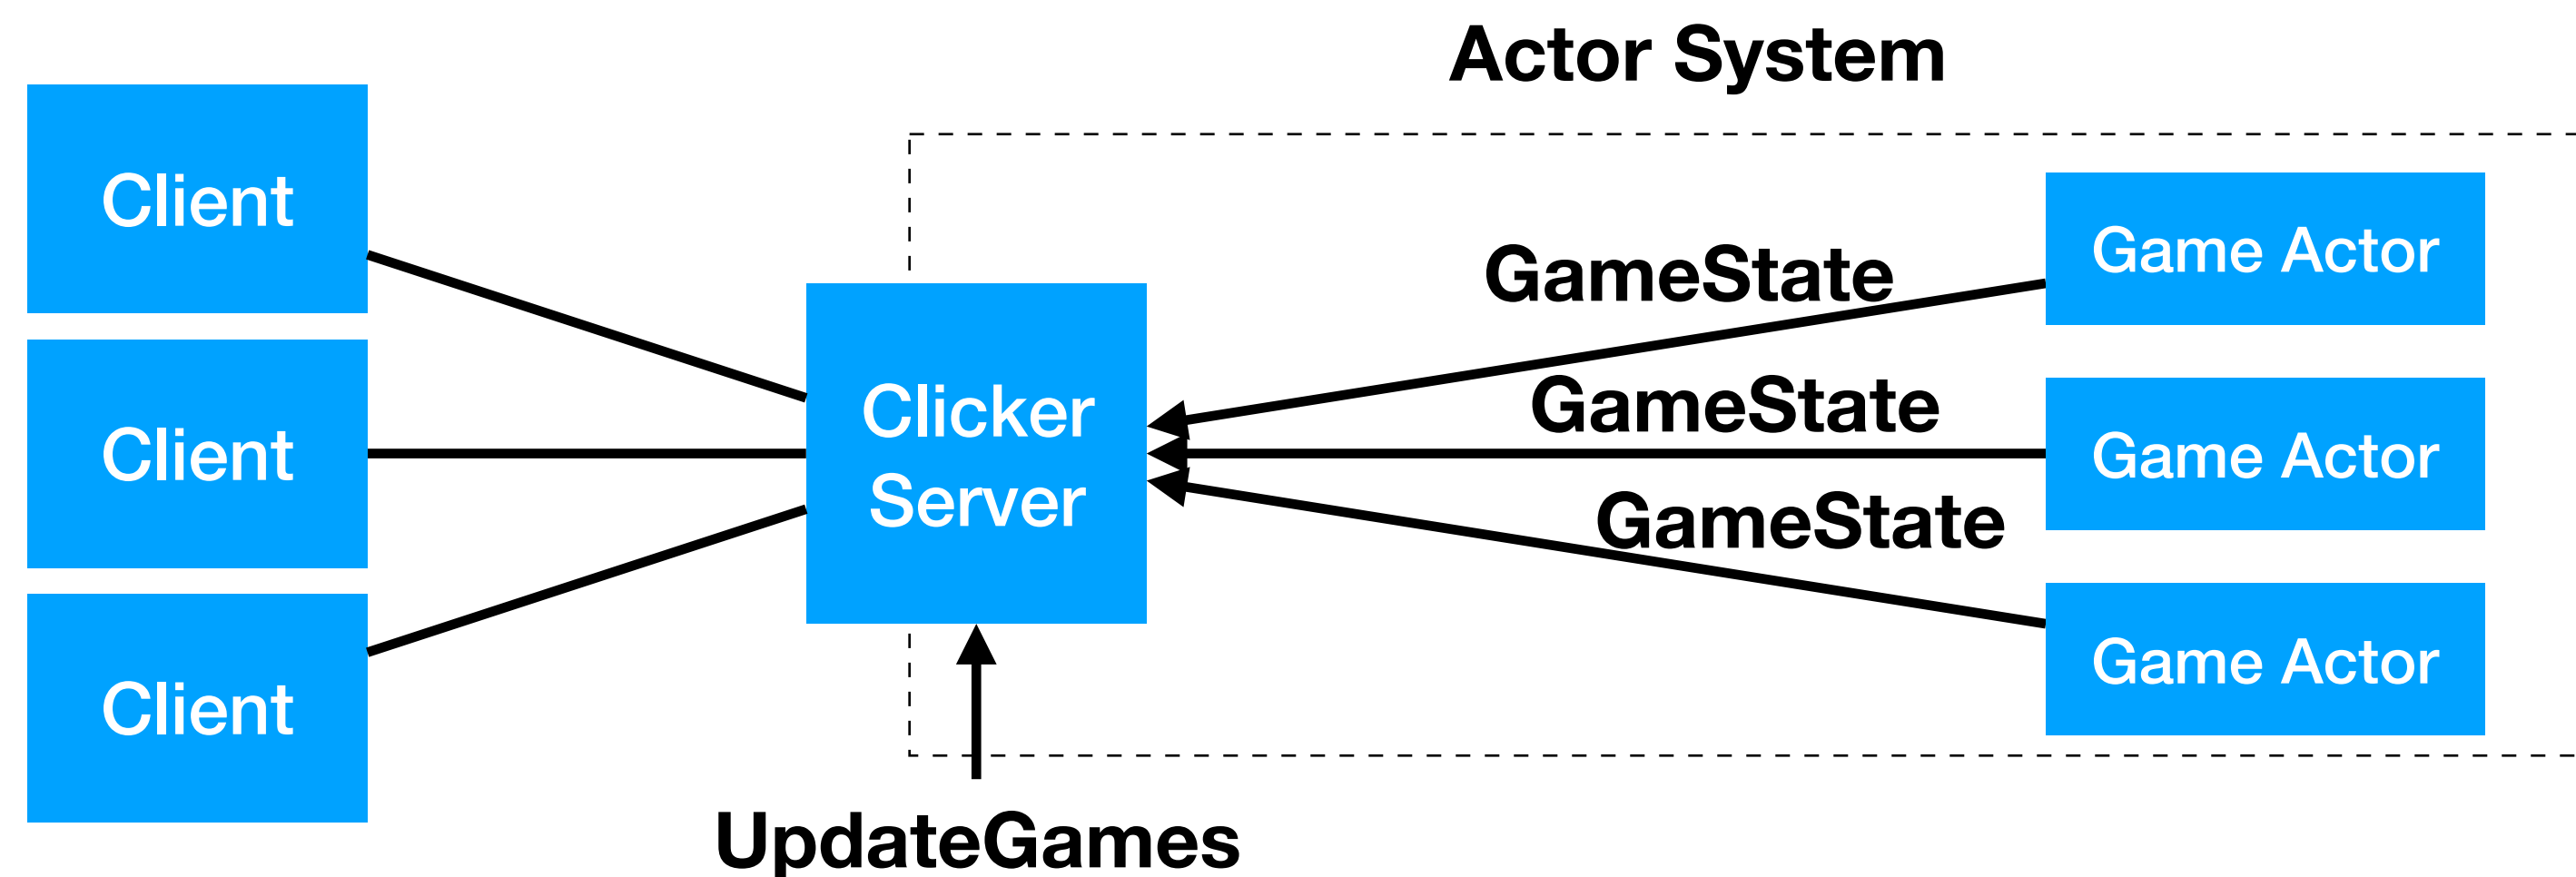 Actor System
Client
Client
Client
Clicker
Server
GameState
GameState
GameState
Game Actor
Game Actor
Game Actor
UpdateGames